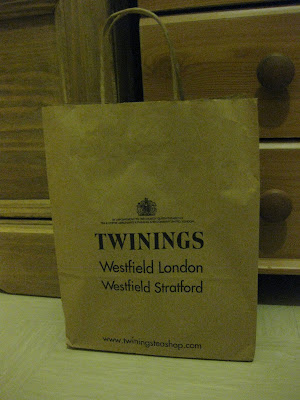 TWININGS
Westfield London
Westfield Stratford
www.twiningsteashop.com